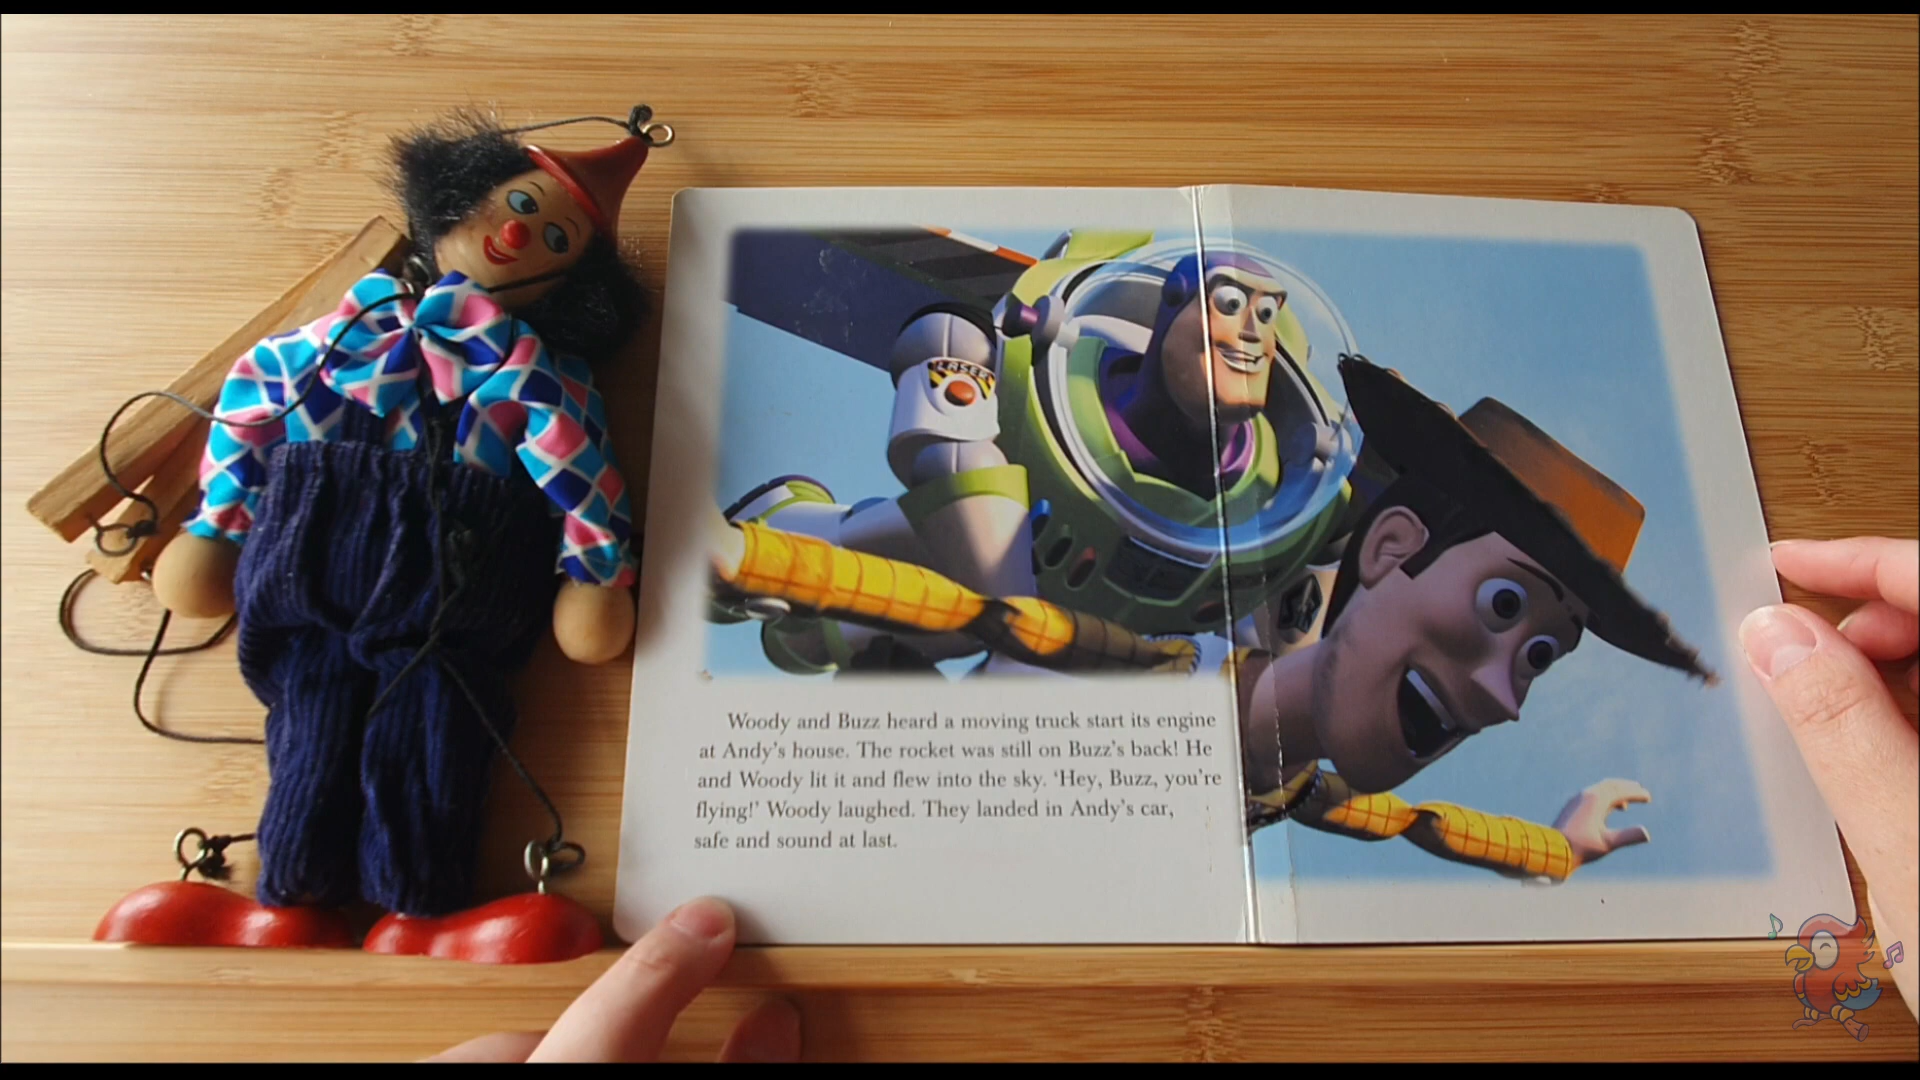 LASER
Woody and Buzz heard a moving truck start its engine
at Andy's house. The rocket was still on Buzz's back! He
and Woody lit it and flew into the sky. ‘Hey, Buzz, you're
flying!’ Woody laughed. They landed in Andy's car,
safe and sound at last.